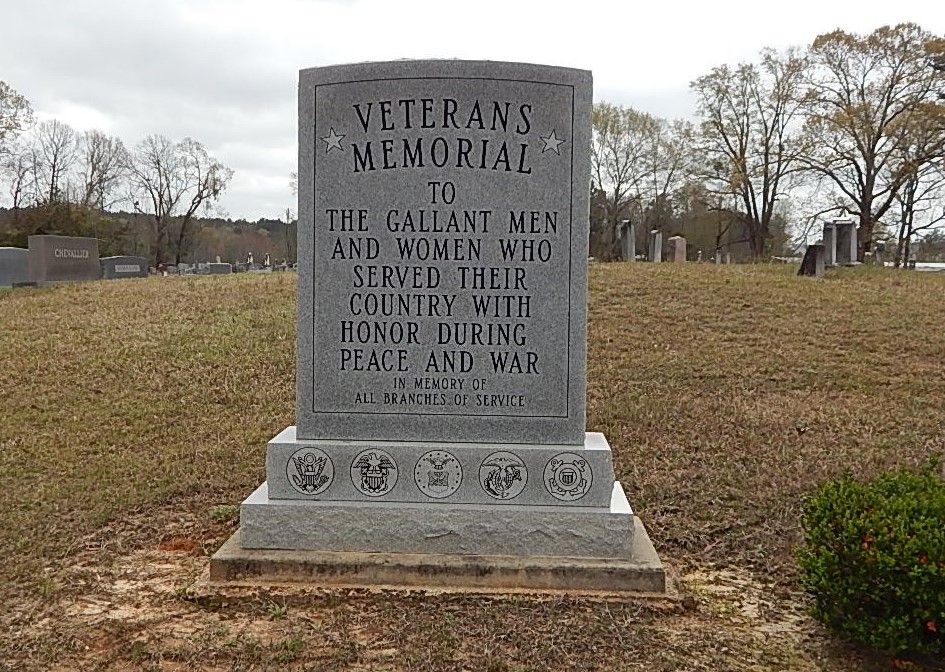 VETERANS
MEMORIAL
TO
THE GALLANT MEN
AND WOMEN WHO
SERVED THEIR
COUNTRY WITH
HONOR DURING
PEACE AND WAR
IN MEMORY OF
ALL BRANCHES OF SERVICE
CHEVALLIER